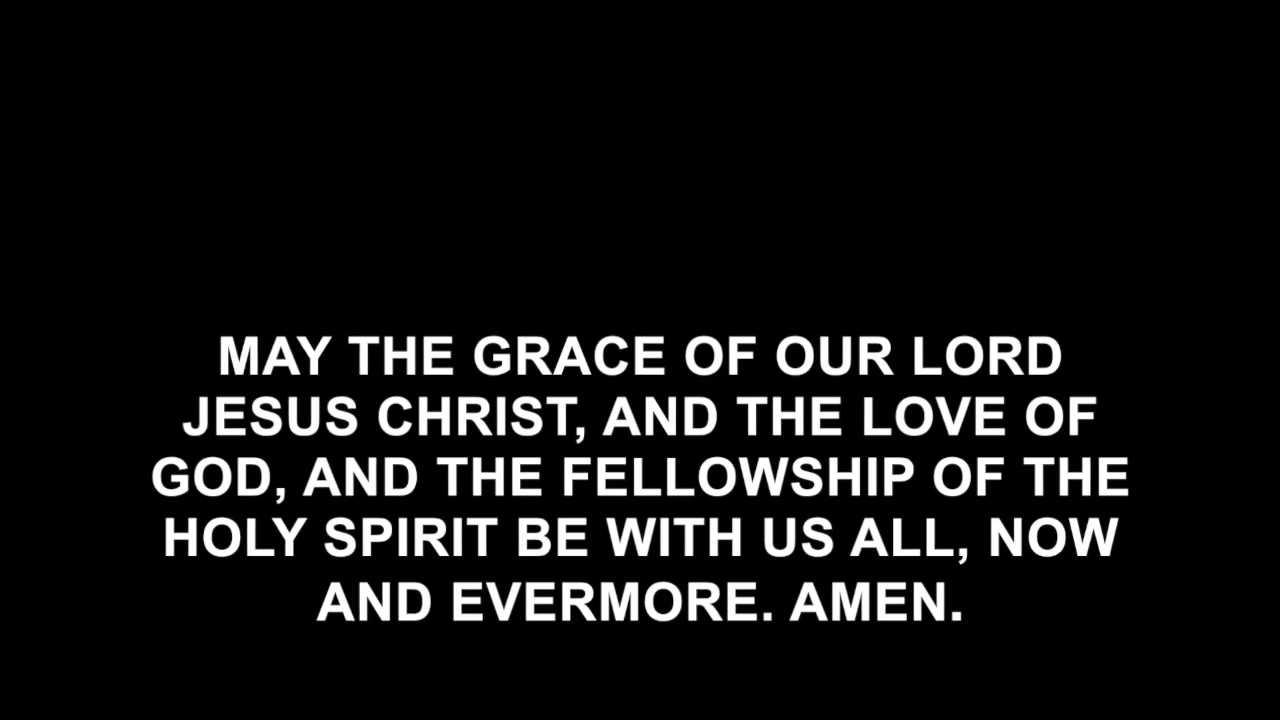 MAY THE GRACE OF OUR LORD
JESUS CHRIST, AND THE LOVE OF
GOD, AND THE FELLOWSHIP OF THE
HOLY SPIRIT BE WITH US ALL, NOW
AND EVERMORE. AMEN.